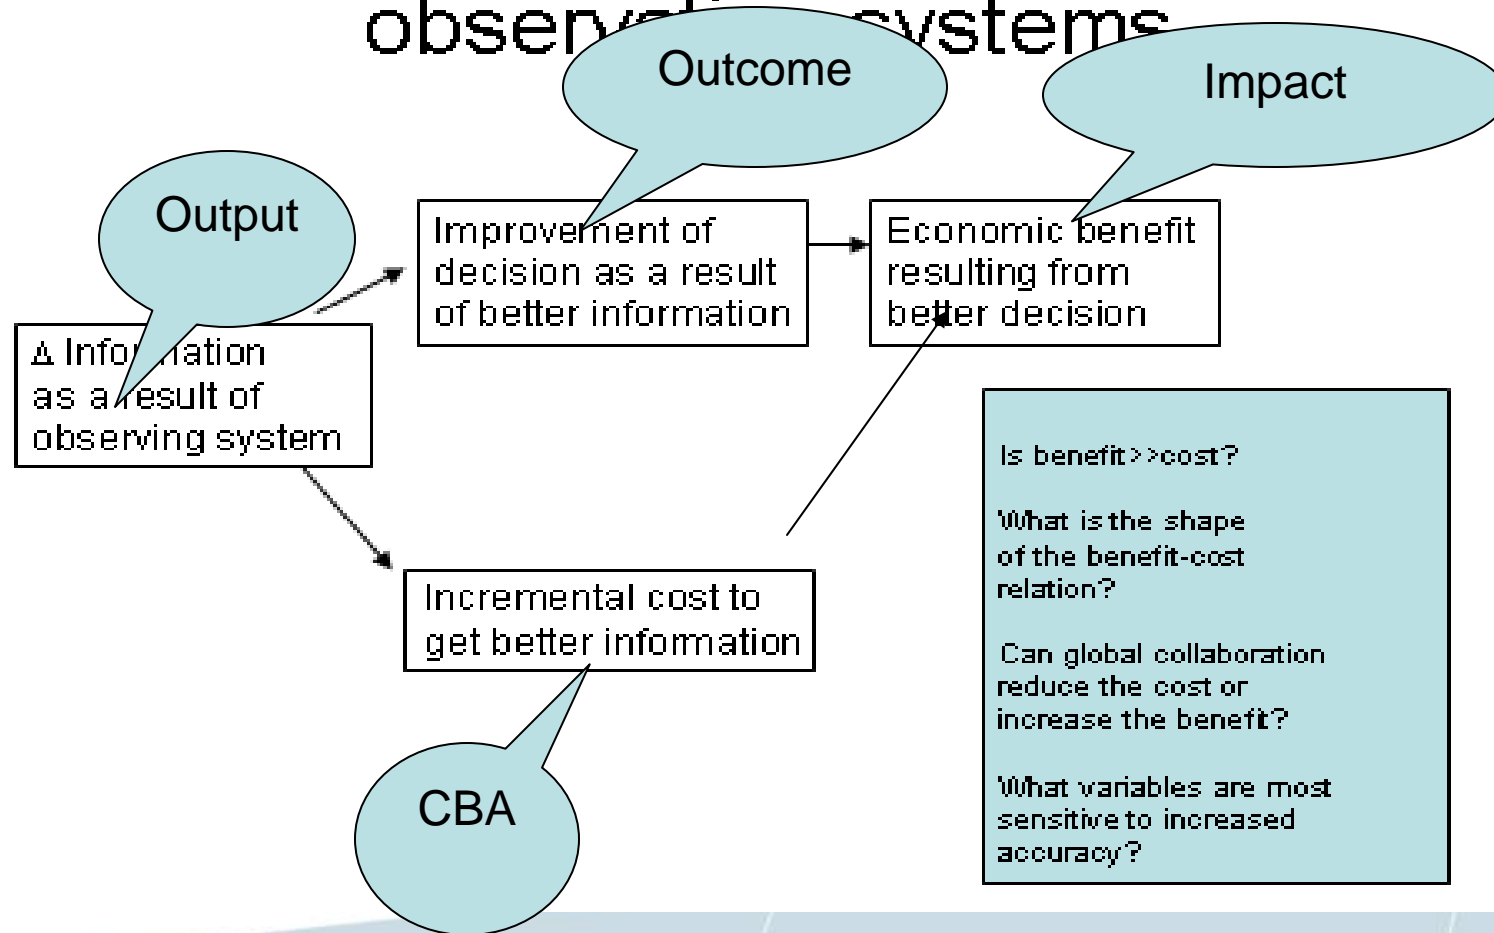 systems
Outcome
Impact
Output
Improvement of
decision as a result
of better information
Economic benefit
resulting from
better decision
Δ Information
as a result of
observing system
Is benefit>>cost?
What is the shape
of the benefit-cost
relation?
Can global collaboration
reduce the cost or
increase the benefit?
What variables are most
sensitive to increased
accuracy?
Incremental cost to
get better information
CBA